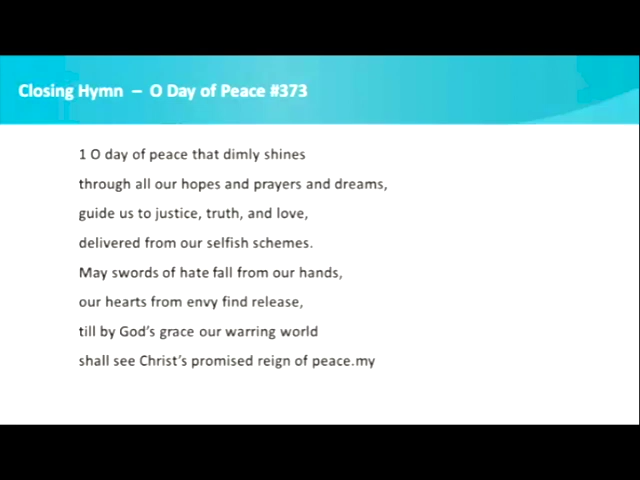 Closing Hymn – O Day of Peace #373
1 O day of peace that dimly shines
through all our hopes and prayers and dreams,
guide us to justice, truth, and love,
delivered from our selfish schemes.
May swords of hate fall from our hands,
our hearts from envy find release,
till by God's grace our warring world
shall see Christ's promised reign of peace.my